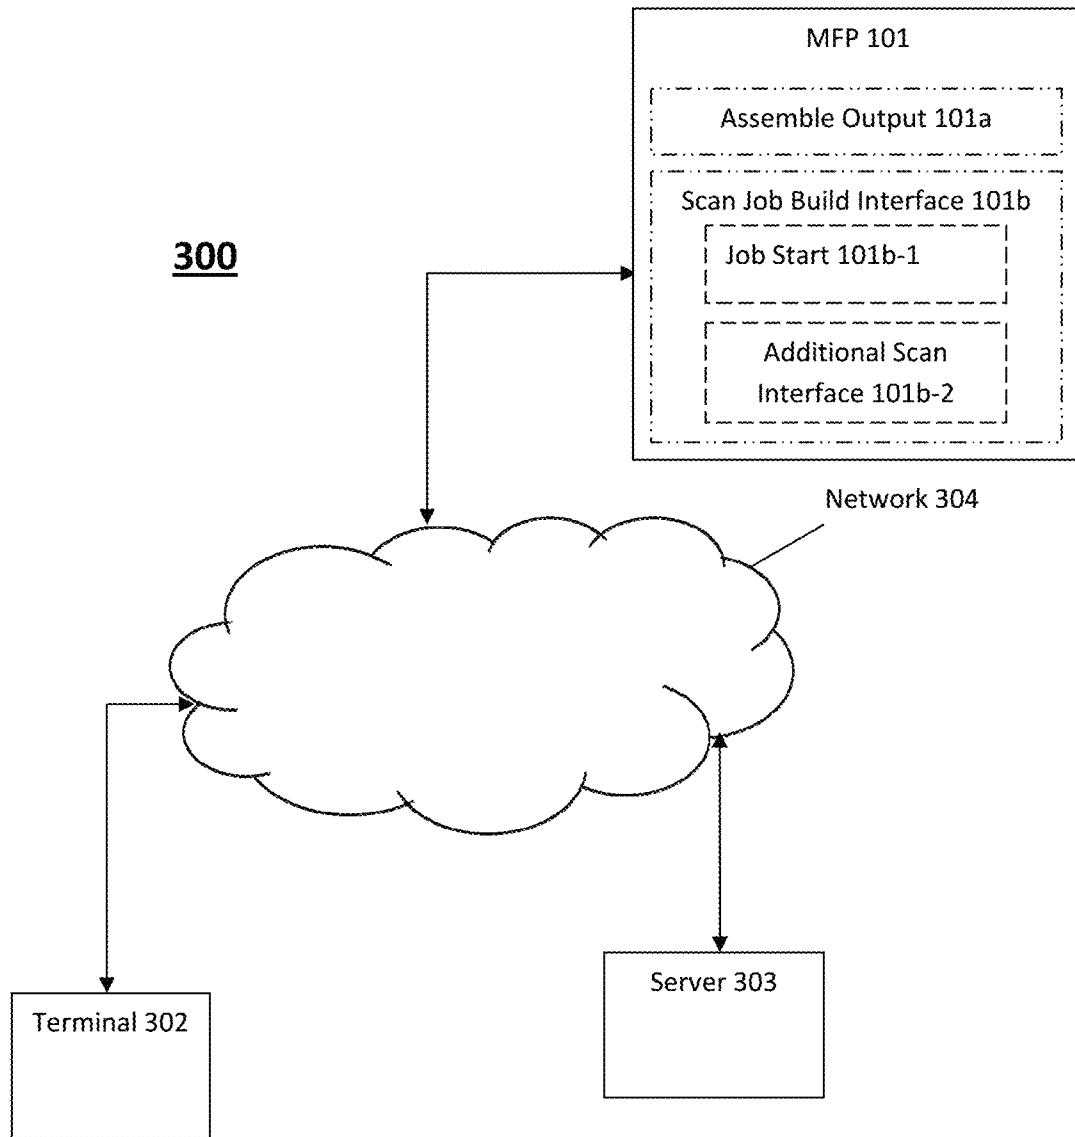 MFP 101
Assemble Output 101a
Scan Job Build Interface 101b
300
Job Start 101b-1
Additional Scan
Interface 101b-2
Network 304
Server 303
Terminal 302